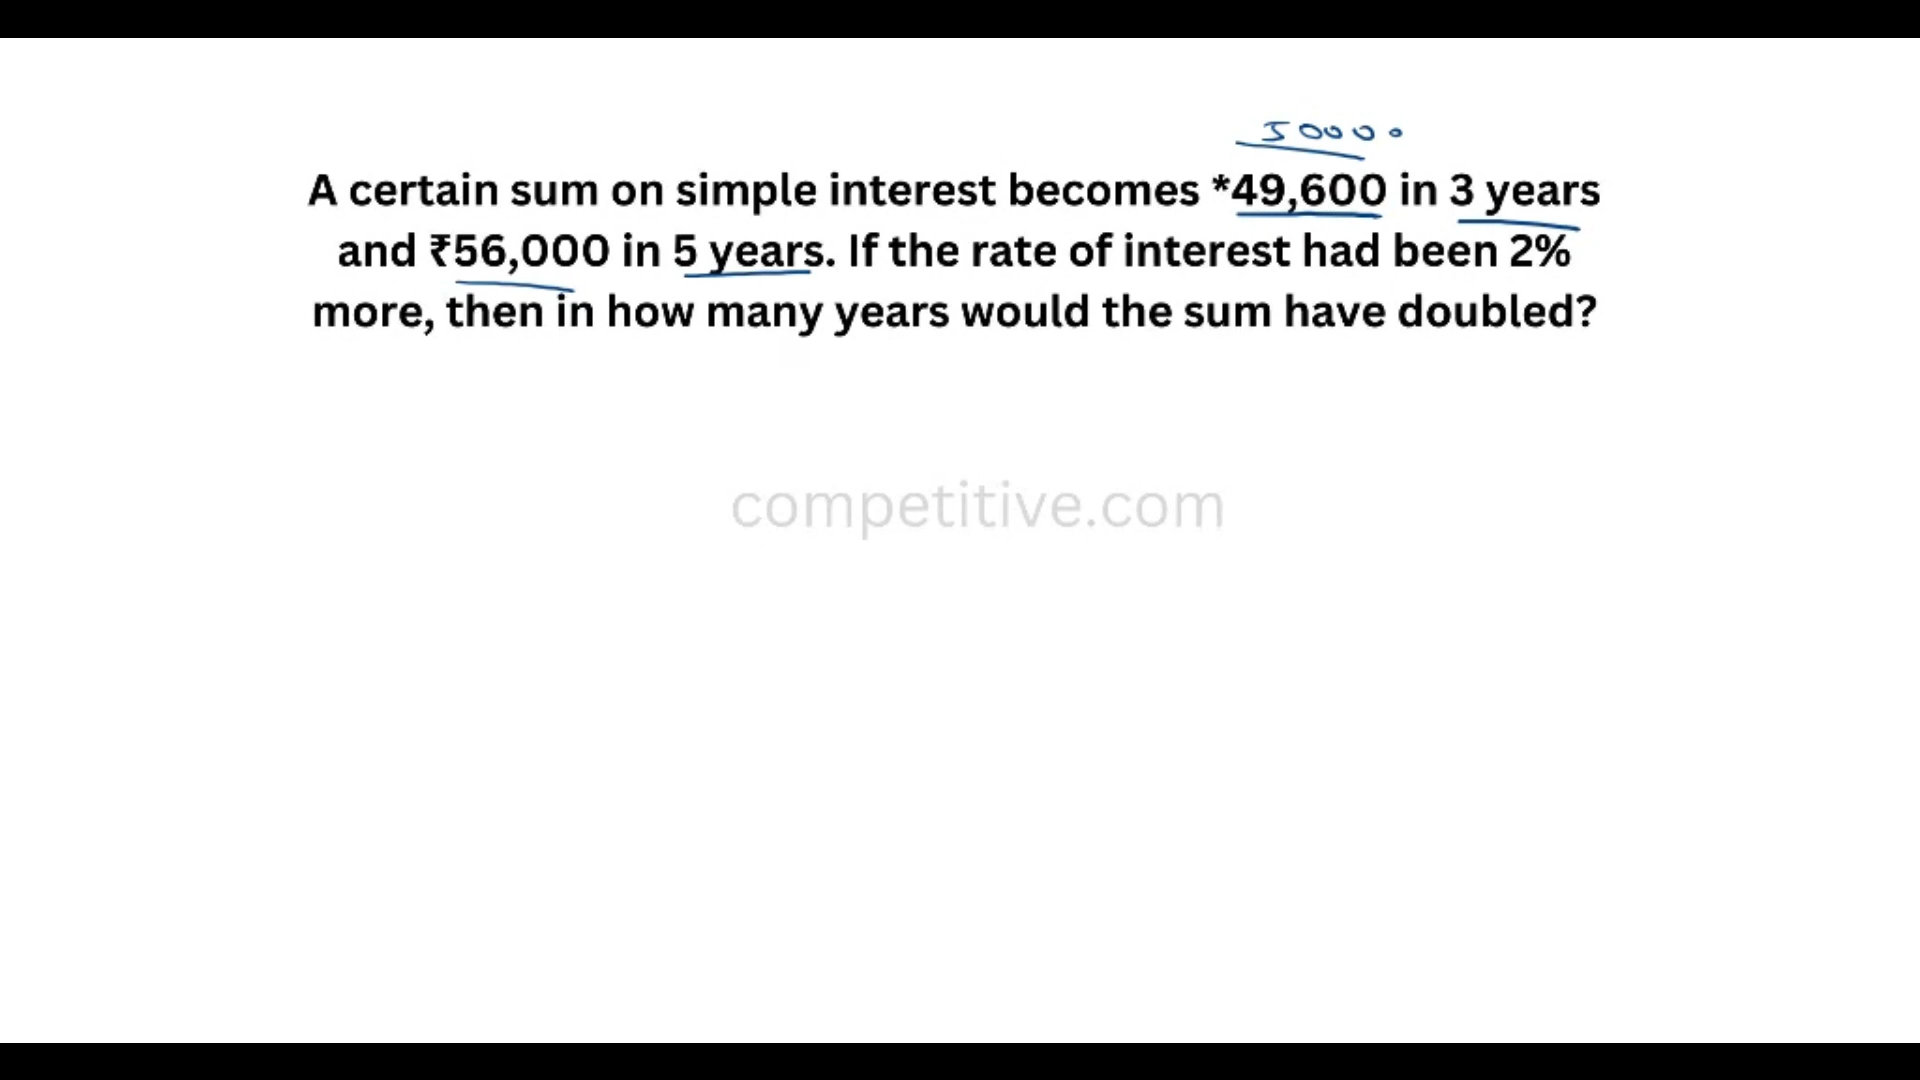 50000
A certain sum on simple interest becomes *49,600 in 3 years
and ₹56,000 in 5 years. If the rate of interest had been 2%
more, then in how many years would the sum have doubled?
competitive.com